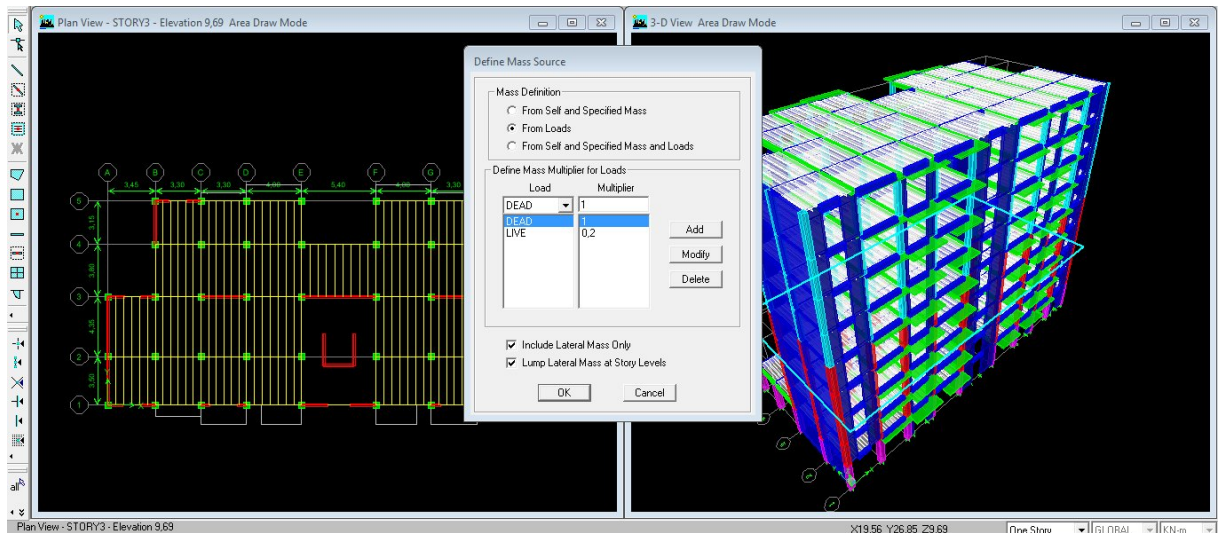 Plan View - STORY3 - Elevation 9,69 Area Draw Mode
3-D View Area Draw Mode
Define Mass Source
Mass Definition
From Self and Specified Mass
From Loads
From Self and Specified Mass and Loads
Define Mass Multiplier for Loads
Load Multiplier
DEAD 1
DEAD 1
LIVE 0,2
Add
Modify
Delete
Include Lateral Mass Only
Lump Lateral Mass at Story Levels
OK Cancel
A B C D E F G
3,45 3,30 3,30 4,00 5,40 4,00 3,30
5
3,15
4
3,80
3
4,35
2
3,50
1
all
Plan View - STORY3 - Elevation 9,69
X19,56 Y26,85 Z9,69 One Story GLOBAL KN-m